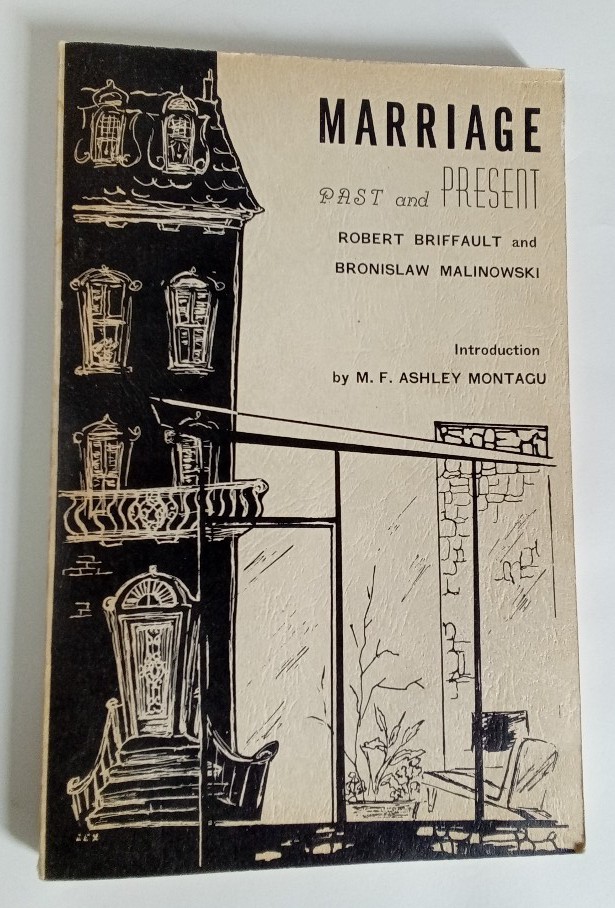 MARRIAGE
PAST and PRESENT
ROBERT BRIFFAULT and
BRONISLAW MALINOWSKI
Introduction
by M. F. ASHLEY MONTAGU